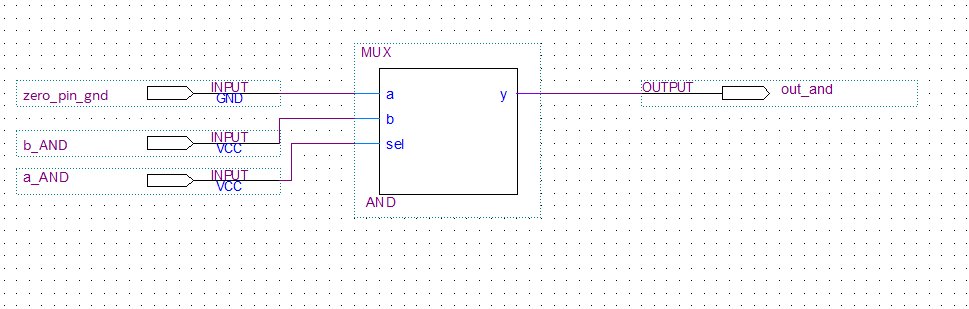 MUX
zero_pin_gnd
INPUT
GND
a
y
OUTPUT
out_and
b_AND
INPUT
VCC
b
sel
a_AND
INPUT
VCC
AND